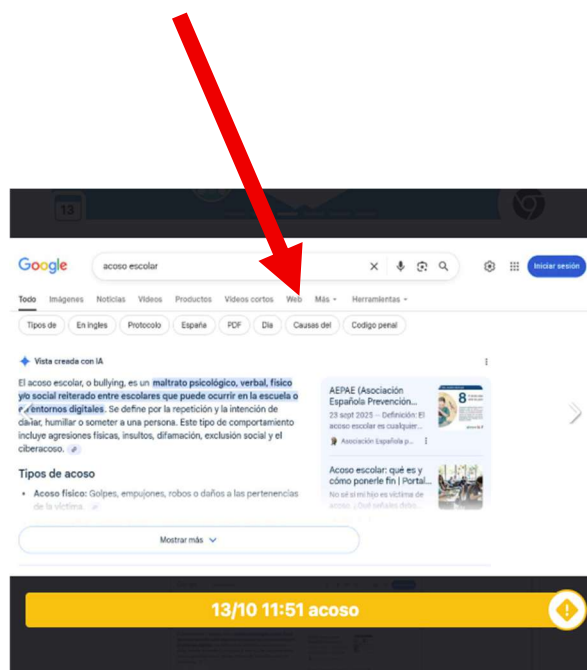 13
Google
acoso escolar
Iniciar sesión
Todo Imágenes Noticias Vídeos Productos Vídeos cortos Web Más Herramientas
Tipos de En ingles Protocolo España PDF Dia Causas del Codigo penal
Vista creada con IA
El acoso escolar, o bullying, es un maltrato psicológico, verbal, físico
y/o social reiterado entre escolares que puede ocurrir en la escuela o
entornos digitales. Se define por la repetición y la intención de
dañar, humillar o someter a una persona. Este tipo de comportamiento
incluye agresiones físicas, insultos, difamación, exclusión social y el
ciberacoso.
Tipos de acoso
• Acoso físico: Golpes, empujones, robos o daños a las pertenencias
de la víctima.
AEPAE (Asociación
Española Prevención...
23 sept 2025 — Definición: El
acoso escolar es cualquier...
Asociación Española p...
8
Acoso escolar: qué es y
cómo ponerle fin | Portal...
No sé si mi hijo es víctima de
acoso. ¿Qué señales debo...
Mostrar más
13/10 11:51 acoso